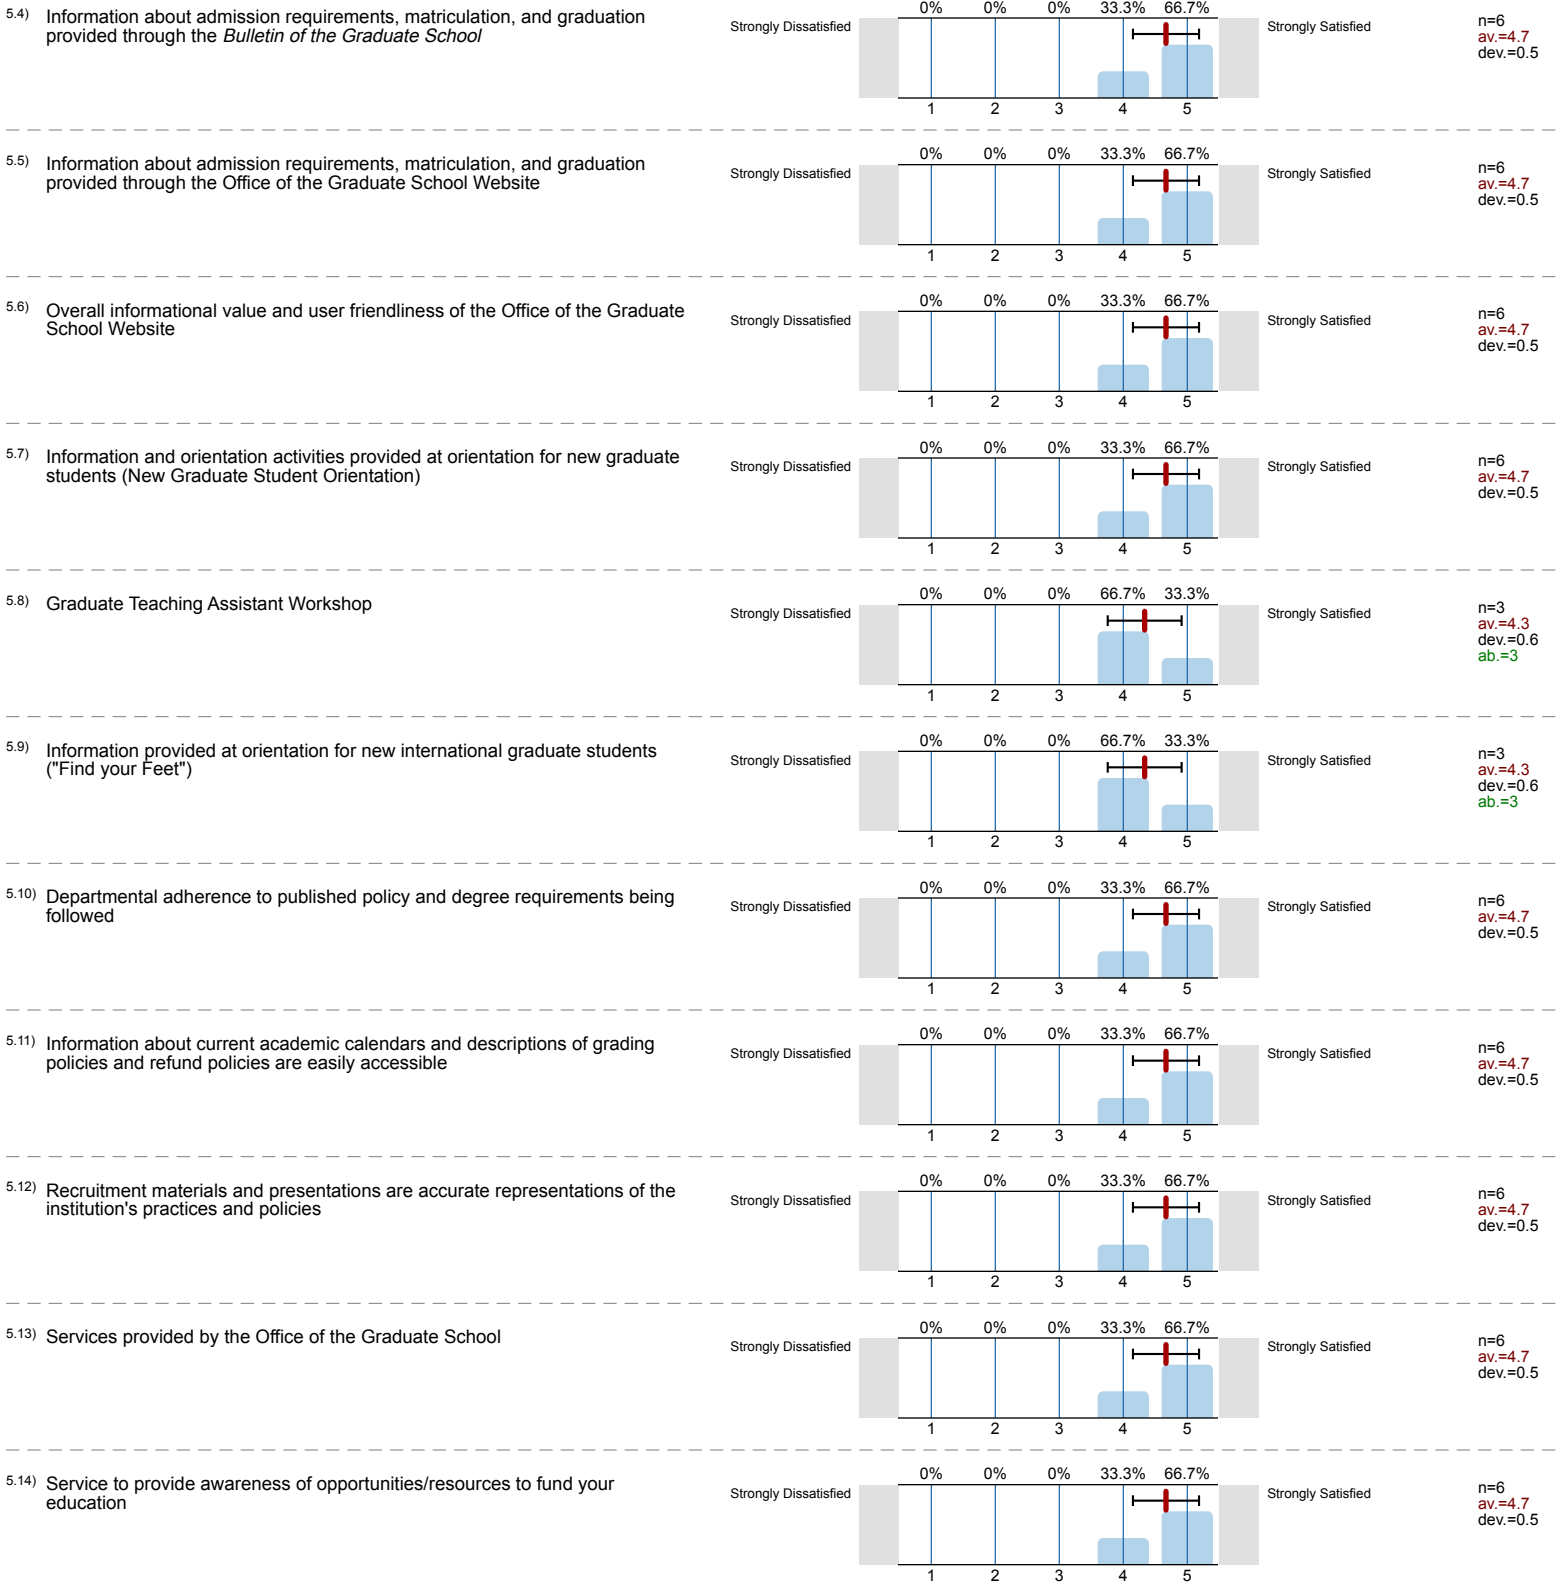 5.4) Information about admission requirements, matriculation, and graduation
provided through the Bulletin of the Graduate School
Strongly Dissatisfied
0% 0% 0% 33.3% 66.7%
1 2 3 4 5
Strongly Satisfied
n=6
av.=4.7
dev.=0.5
5.5) Information about admission requirements, matriculation, and graduation
provided through the Office of the Graduate School Website
Strongly Dissatisfied
0% 0% 0% 33.3% 66.7%
1 2 3 4 5
Strongly Satisfied
n=6
av.=4.7
dev.=0.5
5.6) Overall informational value and user friendliness of the Office of the Graduate
School Website
Strongly Dissatisfied
0% 0% 0% 33.3% 66.7%
1 2 3 4 5
Strongly Satisfied
n=6
av.=4.7
dev.=0.5
5.7) Information and orientation activities provided at orientation for new graduate
students (New Graduate Student Orientation)
Strongly Dissatisfied
0% 0% 0% 33.3% 66.7%
1 2 3 4 5
Strongly Satisfied
n=6
av.=4.7
dev.=0.5
5.8) Graduate Teaching Assistant Workshop
Strongly Dissatisfied
0% 0% 0% 66.7% 33.3%
1 2 3 4 5
Strongly Satisfied
n=3
av.=4.3
dev.=0.6
ab.=3
5.9) Information provided at orientation for new international graduate students
("Find your Feet")
Strongly Dissatisfied
0% 0% 0% 66.7% 33.3%
1 2 3 4 5
Strongly Satisfied
n=3
av.=4.3
dev.=0.6
ab.=3
5.10) Departmental adherence to published policy and degree requirements being
followed
Strongly Dissatisfied
0% 0% 0% 33.3% 66.7%
1 2 3 4 5
Strongly Satisfied
n=6
av.=4.7
dev.=0.5
5.11) Information about current academic calendars and descriptions of grading
policies and refund policies are easily accessible
Strongly Dissatisfied
0% 0% 0% 33.3% 66.7%
1 2 3 4 5
Strongly Satisfied
n=6
av.=4.7
dev.=0.5
5.12) Recruitment materials and presentations are accurate representations of the
institution's practices and policies
Strongly Dissatisfied
0% 0% 0% 33.3% 66.7%
1 2 3 4 5
Strongly Satisfied
n=6
av.=4.7
dev.=0.5
5.13) Services provided by the Office of the Graduate School
Strongly Dissatisfied
0% 0% 0% 33.3% 66.7%
1 2 3 4 5
Strongly Satisfied
n=6
av.=4.7
dev.=0.5
5.14) Service to provide awareness of opportunities/resources to fund your
education
Strongly Dissatisfied
0% 0% 0% 33.3% 66.7%
1 2 3 4 5
Strongly Satisfied
n=6
av.=4.7
dev.=0.5